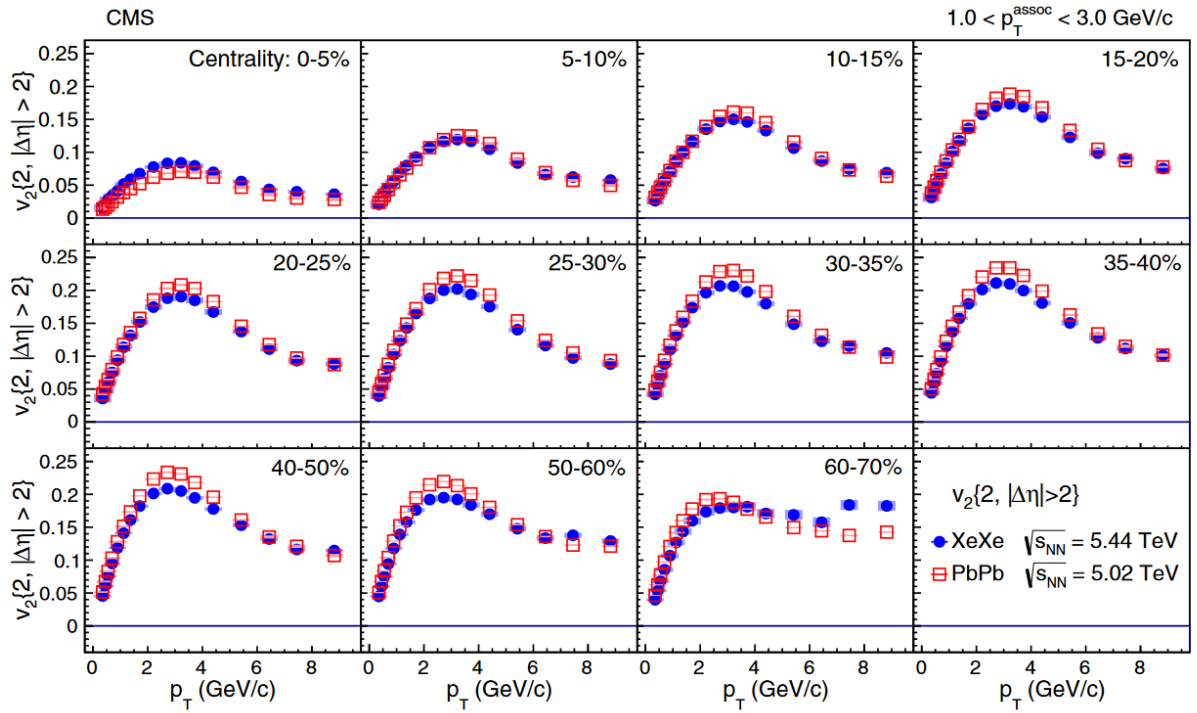 CMS 1.0 < p_T^assoc < 3.0 GeV/c
v₂{2, |Δη| > 2}
0.25
0.2
0.15
0.1
0.05
0
Centrality: 0-5%
5-10%
10-15%
15-20%
v₂{2, |Δη| > 2}
0.25
0.2
0.15
0.1
0.05
0
20-25%
25-30%
30-35%
35-40%
v₂{2, |Δη| > 2}
0.25
0.2
0.15
0.1
0.05
0
40-50%
50-60%
60-70%
v₂{2, |Δη|>2}
XeXe √s_NN = 5.44 TeV
PbPb √s_NN = 5.02 TeV
0 2 4 6 8 0 2 4 6 8 0 2 4 6 8 0 2 4 6 8
p_T (GeV/c) p_T (GeV/c) p_T (GeV/c) p_T (GeV/c)